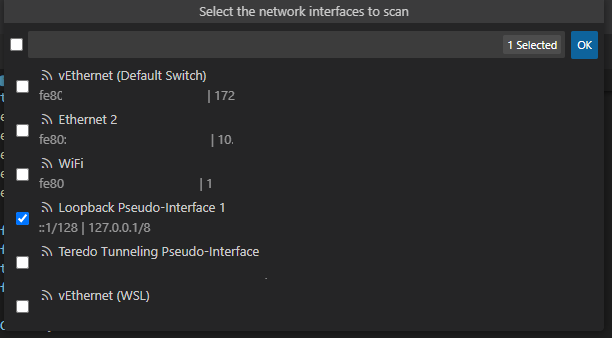 Select the network interfaces to scan
1 Selected
OK
vEthernet (Default Switch)
fe80 | 172
Ethernet 2
fe80: | 10.
WiFi
fe80 | 1
Loopback Pseudo-Interface 1
::1/128 | 127.0.0.1/8
Teredo Tunneling Pseudo-Interface
vEthernet (WSL)